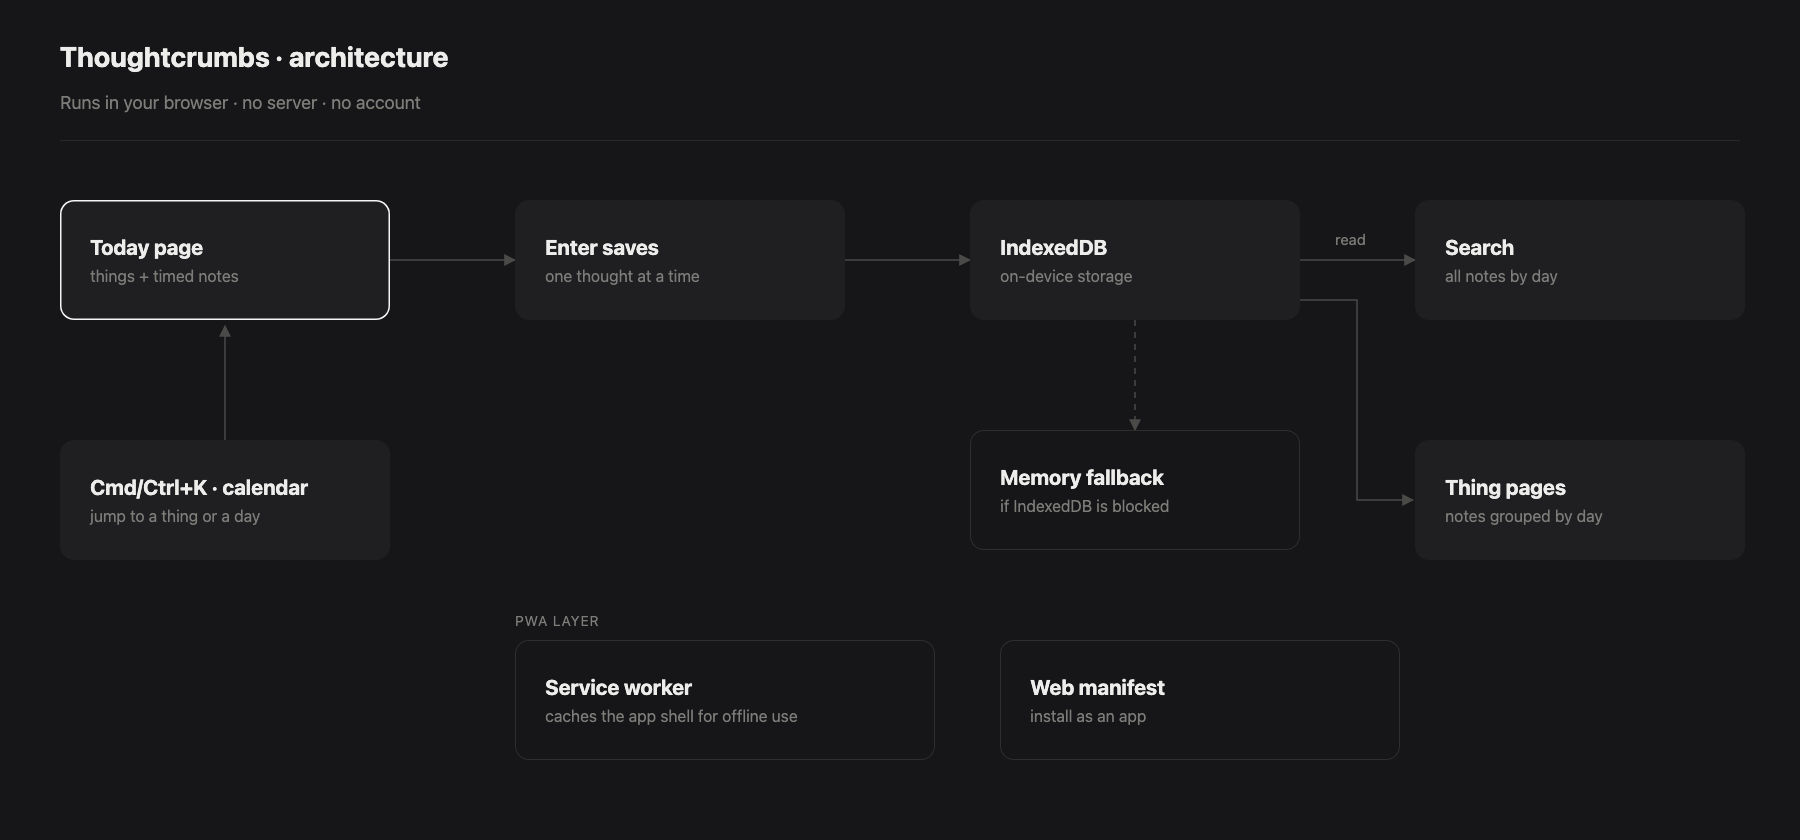 Thoughtcrumbs · architecture
Runs in your browser · no server · no account
Today page
things + timed notes
Enter saves
one thought at a time
IndexedDB
on-device storage
read
Search
all notes by day
Cmd/Ctrl+K · calendar
jump to a thing or a day
Memory fallback
if IndexedDB is blocked
Thing pages
notes grouped by day
PWA LAYER
Service worker
caches the app shell for offline use
Web manifest
install as an app